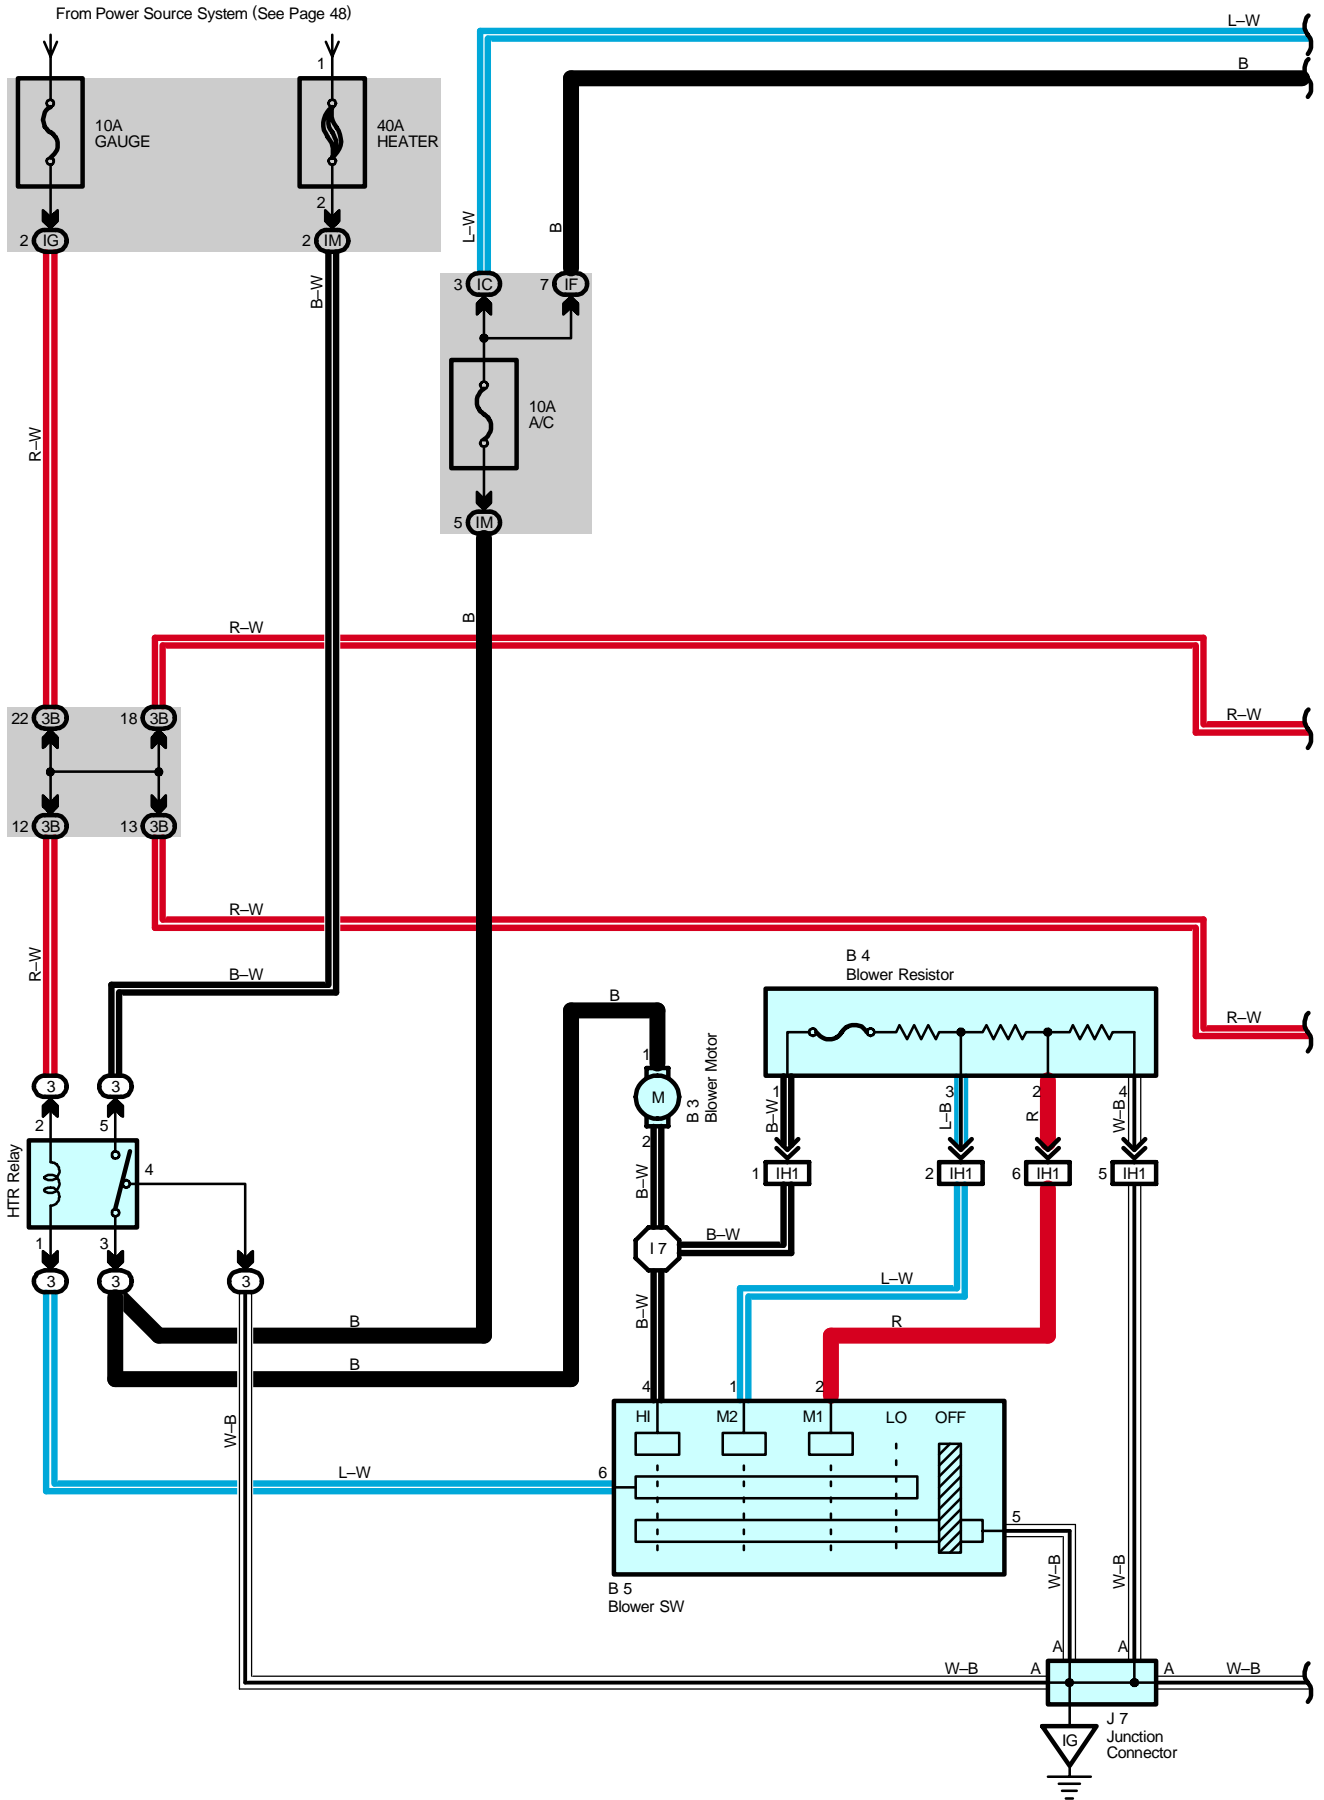 From Power Source System (See Page 48)
L–W
B
1
10A
GAUGE
40A
HEATER
2
2 IG
2 IM
L–W
B
B–W
3 IC
7 IF
10A
A/C
R–W
5 IM
B
R–W
22 3B
18 3B
R–W
12 3B
13 3B
R–W
R–W
B–W
B 4
Blower Resistor
B
R–W
1
B 3
Blower Motor
M
2
3
3
1
3
2
4
B–W
L–B
R
W–B
2
5
HTR Relay
4
1 IH1
2 IH1
6 IH1
5 IH1
B–W
1
3
I 7
B–W
3
3
3
L–W
B–W
B
R
B
4
1
2
HI
M2
M1
LO
OFF
W–B
L–W
6
5
W–B
W–B
B 5
Blower SW
A
A
W–B
A
A
W–B
IG
J 7
Junction
Connector